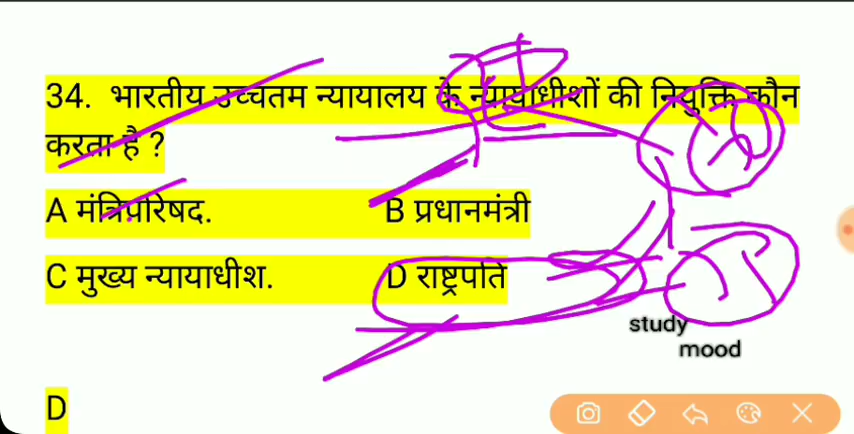 34. भारतीय उच्चतम न्यायालय के न्यायाधीशों की नियुक्ति कौन
करता है ?
A मंत्रिपरिषद. B प्रधानमंत्री
C मुख्य न्यायाधीश. D राष्ट्रपति
study
mood
D